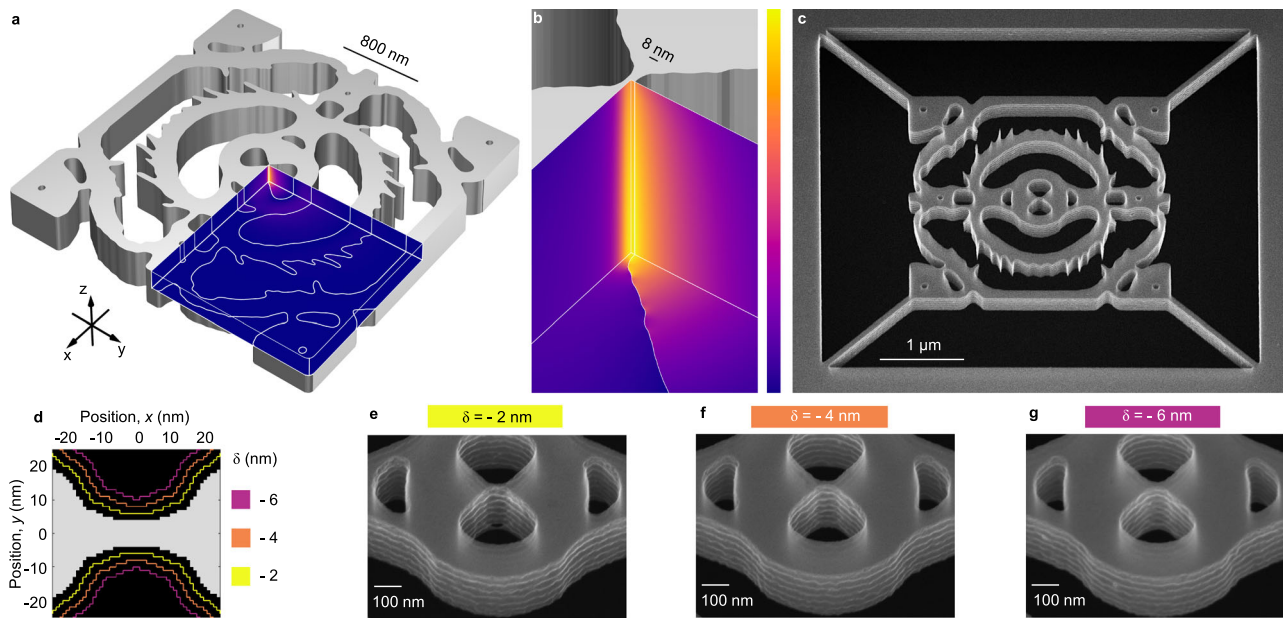 a
800 nm
z
x
y
b
8 nm
c
1 μm
d
Position, x (nm)
-20 -10 0 10 20
Position, y (nm)
20
10
0
-10
-20
δ (nm)
- 6
- 4
- 2
e
δ = - 2 nm
100 nm
f
δ = - 4 nm
100 nm
g
δ = - 6 nm
100 nm